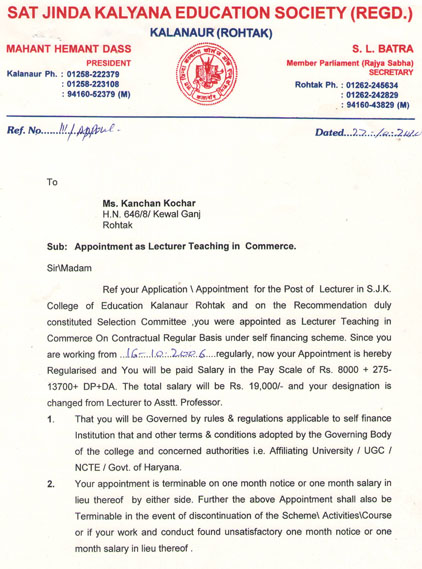 SAT JINDA KALYANA EDUCATION SOCIETY (REGD.)
KALANAUR (ROHTAK)
MAHANT HEMANT DASS
PRESIDENT
Kalanaur Ph. : 01258-222379
: 01258-223108
: 94160-52379 (M)
S. L. BATRA
Member Parliament (Rajya Sabha)
SECRETARY
Rohtak Ph. : 01262-245634
: 01262-242829
: 94160-43829 (M)
Ref. No.
Dated...22-10-
To
Ms. Kanchan Kochar
H.N. 646/8/ Kewal Ganj
Rohtak
Sub: Appointment as Lecturer Teaching in Commerce.
Sir\Madam
Ref your Application \ Appointment for the Post of Lecturer in S.J.K.
College of Education Kalanaur Rohtak and on the Recommendation duly
constituted Selection Committee ,you were appointed as Lecturer Teaching in
Commerce On Contractual Regular Basis under self financing scheme. Since you
are working from ..16-10-2006..regularly, now your Appointment is hereby
Regularised and You will be paid Salary in the Pay Scale of Rs. 8000 + 275-
13700+ DP+DA. The total salary will be Rs. 19,000/- and your designation is
changed from Lecturer to Asstt. Professor.
1. That you will be Governed by rules & regulations applicable to self finance
Institution that and other terms & conditions adopted by the Governing Body
of the college and concerned authorities i.e. Affiliating University / UGC /
NCTE / Govt. of Haryana.
2. Your appointment is terminable on one month notice or one month salary in
lieu thereof by either side. Further the above Appointment shall also be
Terminable in the event of discontinuation of the Scheme\ Activities\Course
or if your work and conduct found unsatisfactory one month notice or one
month salary in lieu thereof .